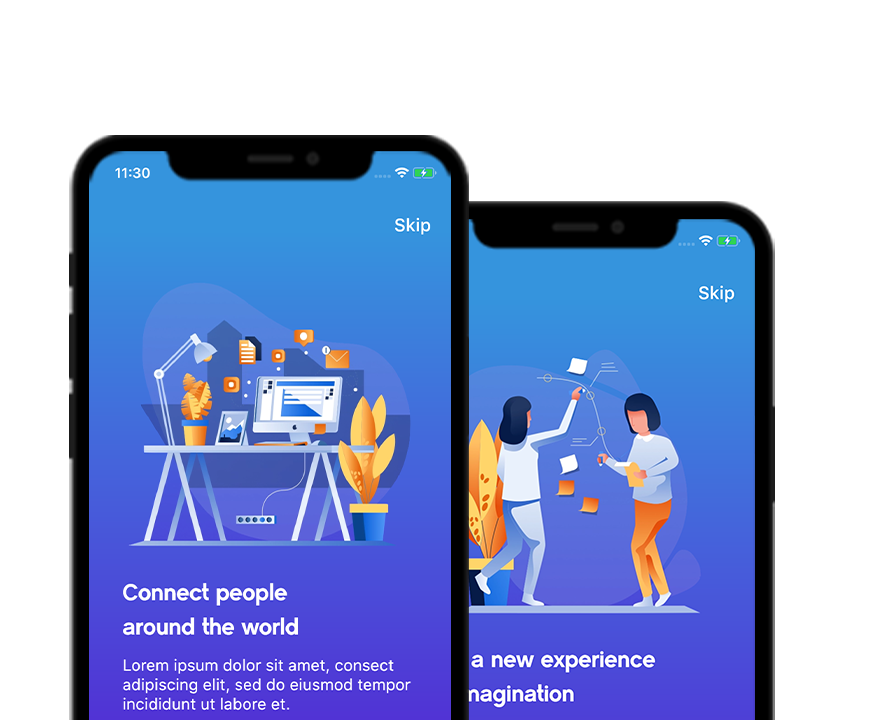 11:30
Skip
Connect people
around the world
Lorem ipsum dolor sit amet, consect
adipiscing elit, sed do eiusmod tempor
incididunt ut labore et.
Skip
a new experience
magination